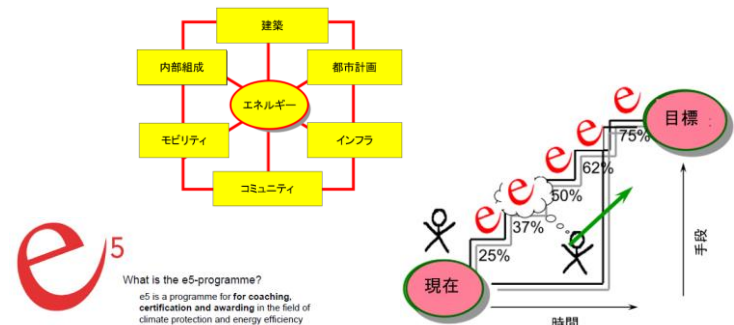 建築
内部組成
都市計画
エネルギー
モビリティ
インフラ
コミュニティ
e5
What is the e5-programme?
e5 is a programme for for coaching,
certification and awarding in the field of
climate protection and energy efficiency
目標
e
75%
e
62%
e
50%
e
37%
e
25%
現在
手段
時間